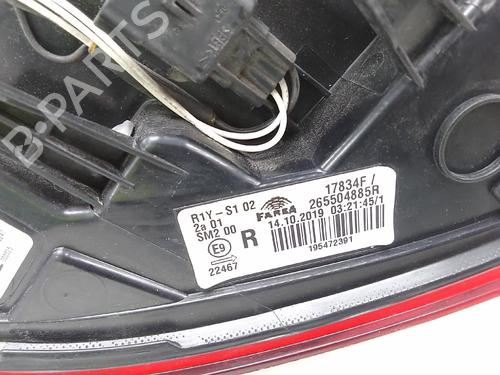 B-PARTS
R1Y-S1 02
2a 01
SM2 00
FARBA
17834F /
265504885R
R 14.10.2019 03:21:45/1
E9
22467
195472391